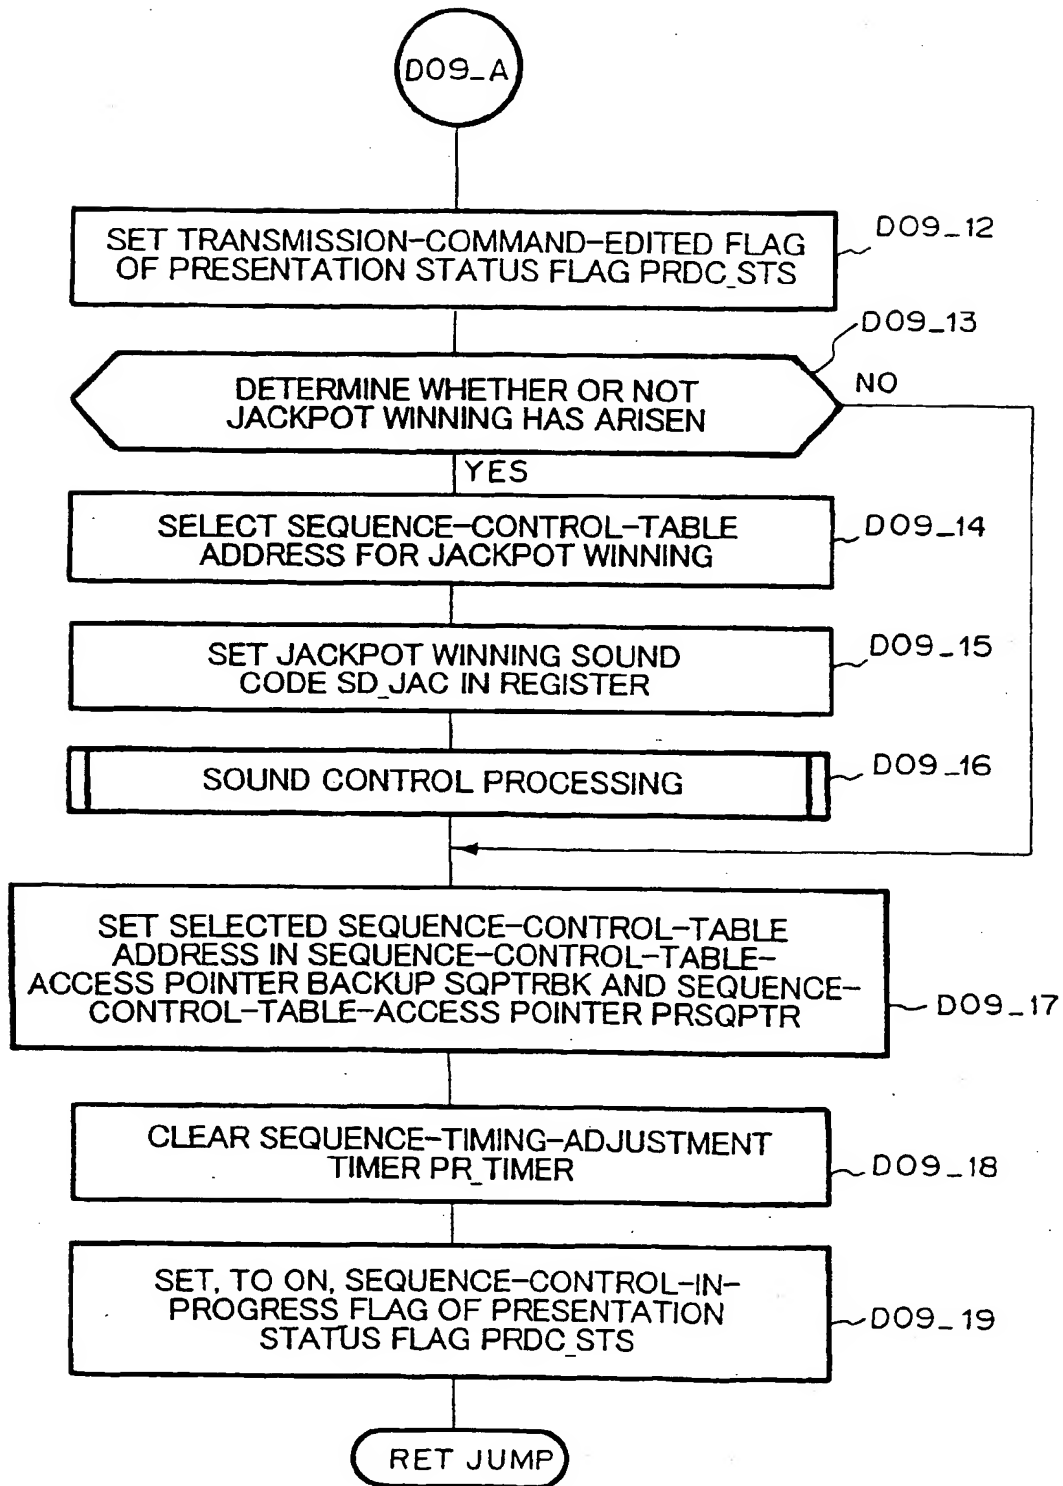 D09_A
SET TRANSMISSION-COMMAND-EDITED FLAG
OF PRESENTATION STATUS FLAG PRDC_STS
D09_12
D09_13
DETERMINE WHETHER OR NOT
JACKPOT WINNING HAS ARISEN
NO
YES
SELECT SEQUENCE-CONTROL-TABLE
ADDRESS FOR JACKPOT WINNING
D09_14
SET JACKPOT WINNING SOUND
CODE SD_JAC IN REGISTER
D09_15
SOUND CONTROL PROCESSING
D09_16
SET SELECTED SEQUENCE-CONTROL-TABLE
ADDRESS IN SEQUENCE-CONTROL-TABLE-
ACCESS POINTER BACKUP SQPTRBK AND SEQUENCE-
CONTROL-TABLE-ACCESS POINTER PRSQPTR
D09_17
CLEAR SEQUENCE-TIMING-ADJUSTMENT
TIMER PR_TIMER
D09_18
SET, TO ON, SEQUENCE-CONTROL-IN-
PROGRESS FLAG OF PRESENTATION
STATUS FLAG PRDC_STS
D09_19
RET JUMP